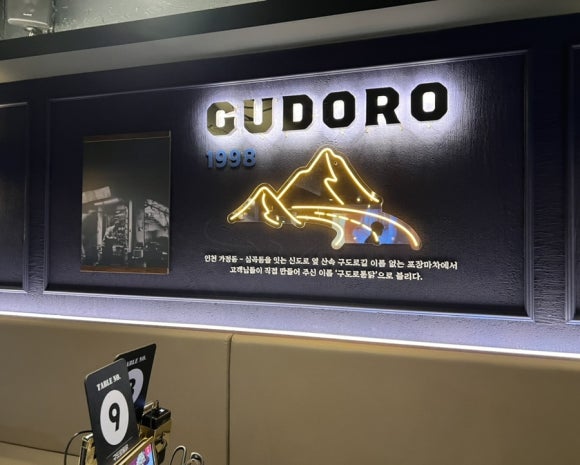 GUDORO
1998
인천 가정동 - 심곡동을 잇는 신도로 옆 산속 구도로길 이름 없는 포장마차에서
고객님들이 직접 만들어 주신 이름 '구도로통닭'으로 불리다.
TABLE NO.
9
TABLE NO.